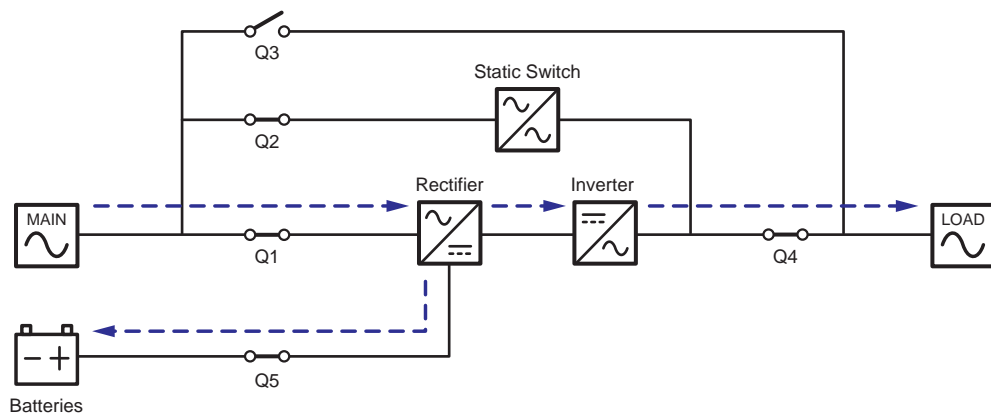 Q3
Static Switch
Q2
Rectifier
Inverter
MAIN
LOAD
Q1
Q4
Q5
Batteries